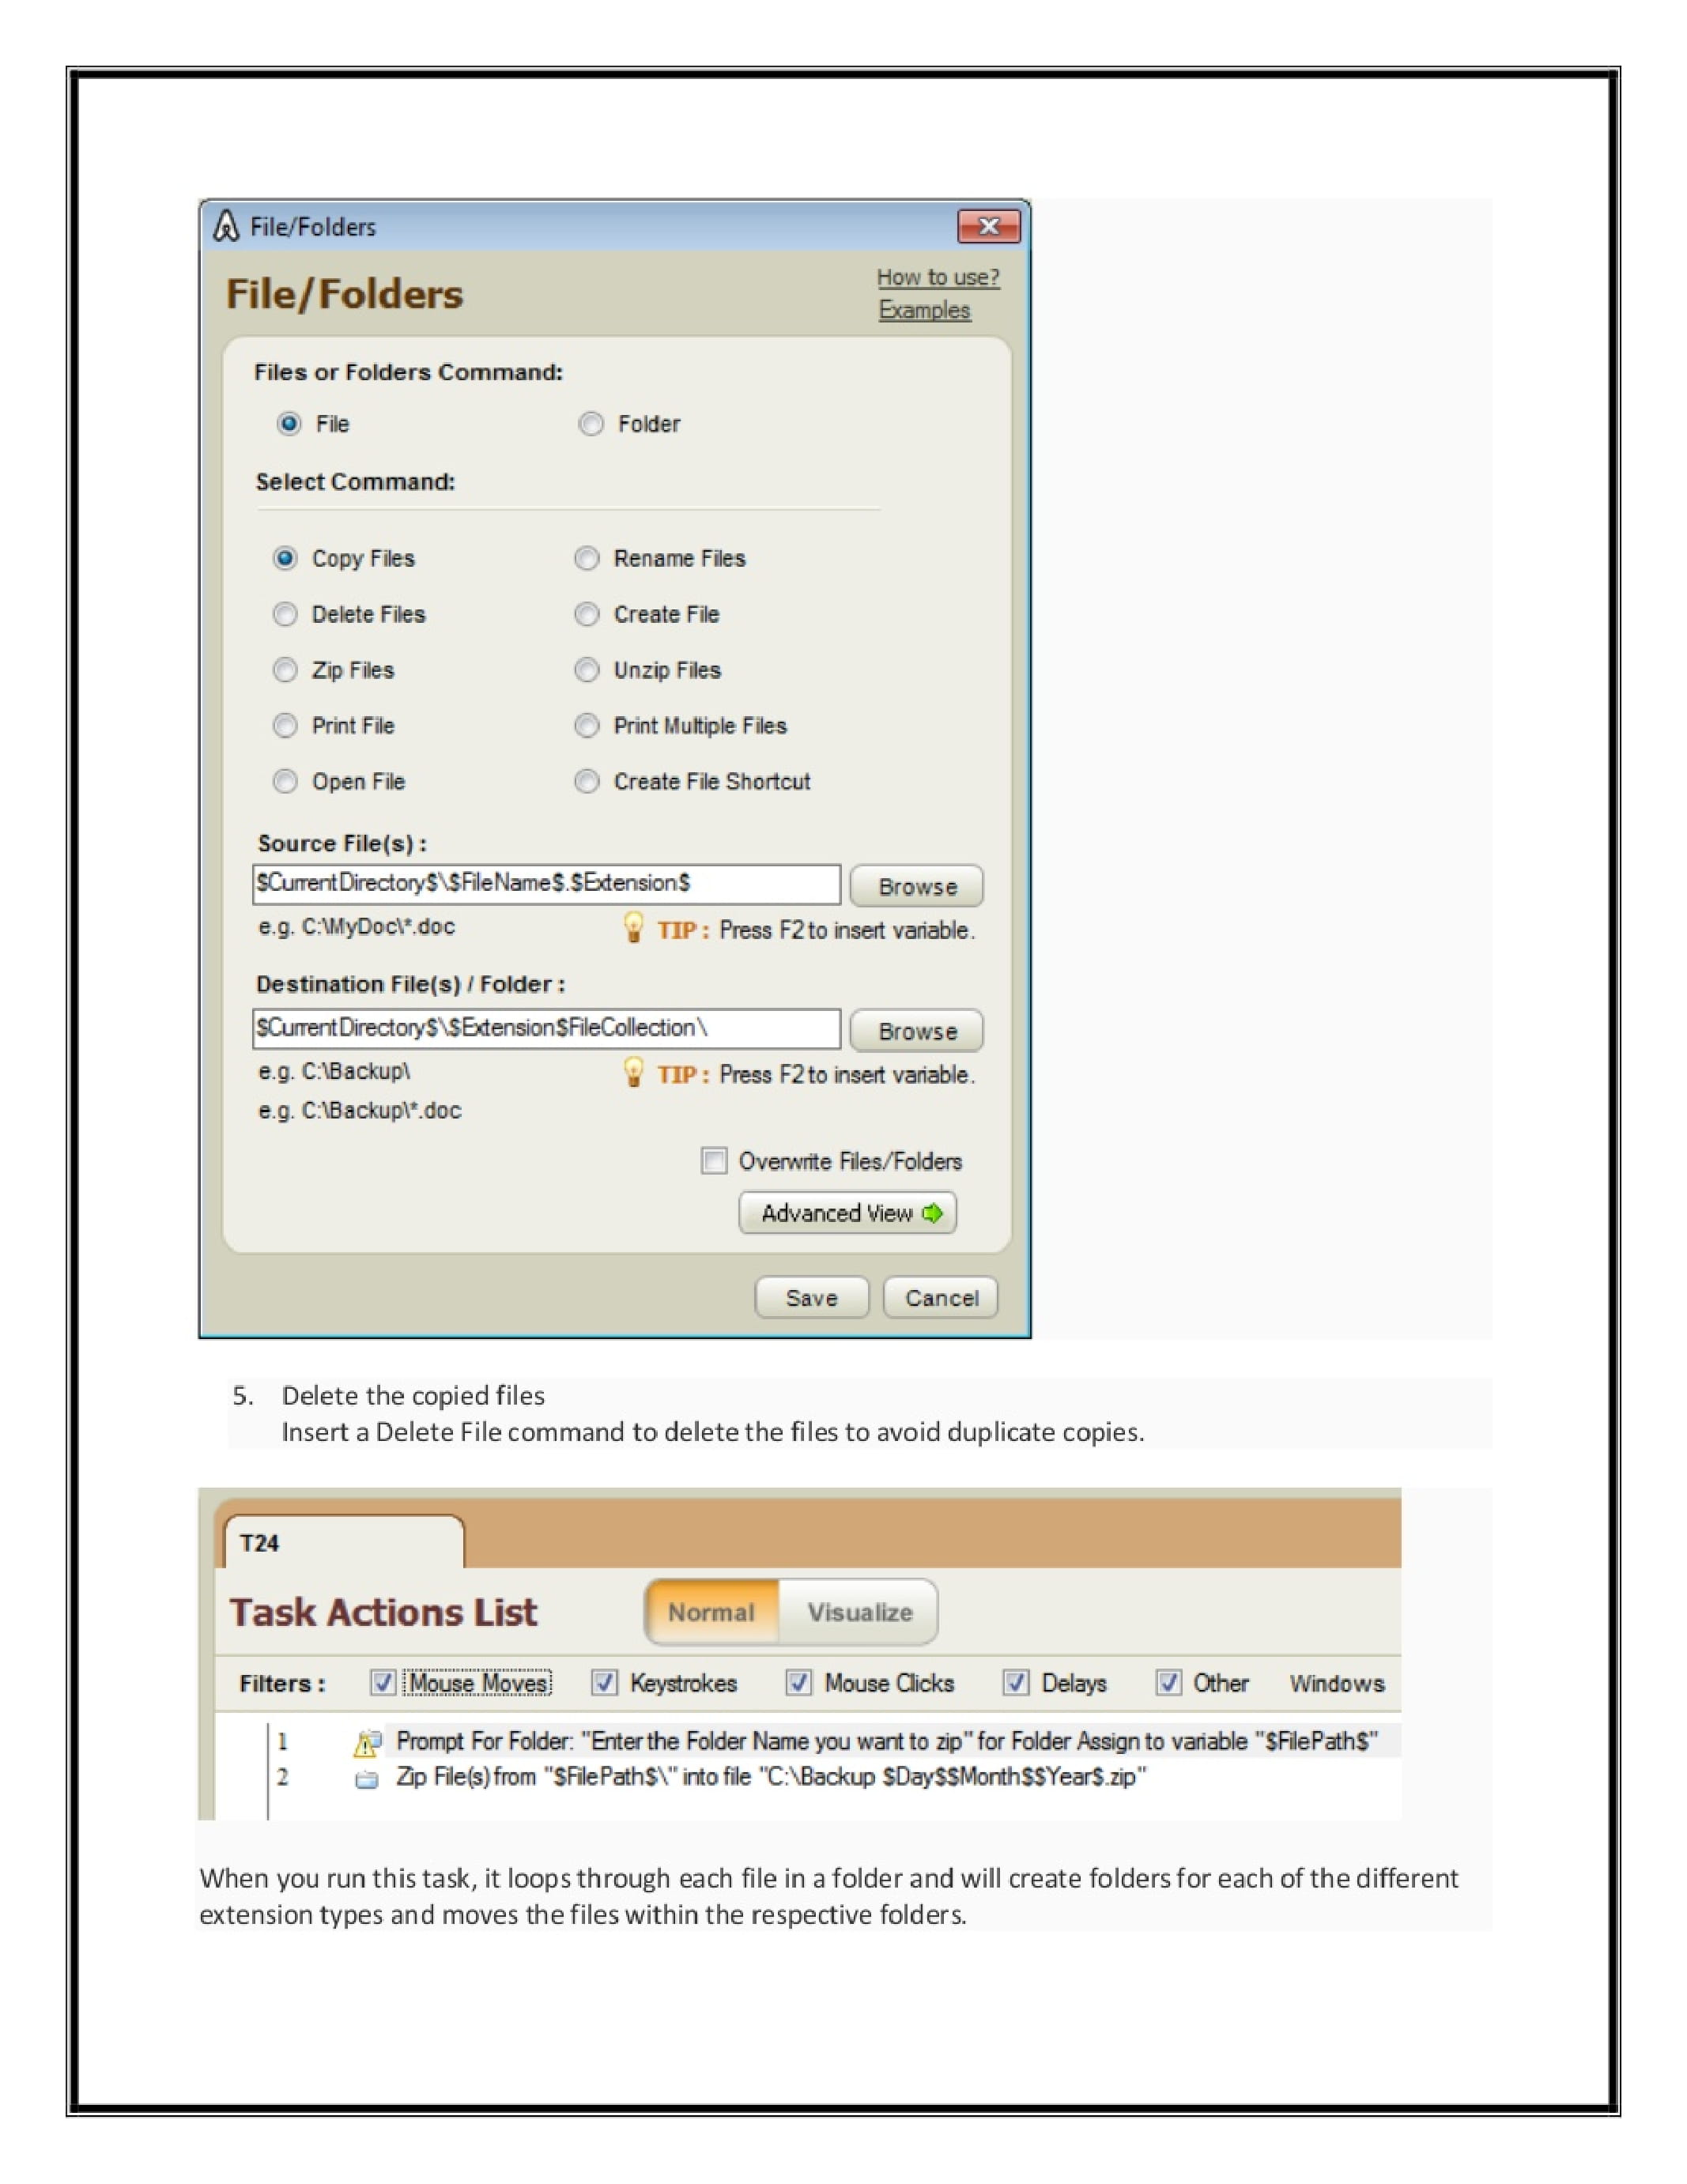 File/Folders
File/Folders
How to use?
Examples
Files or Folders Command:
File Folder
Select Command:
Copy Files Rename Files
Delete Files Create File
Zip Files Unzip Files
Print File Print Multiple Files
Open File Create File Shortcut
Source File(s) :
$CurrentDirectory$\$FileName$.$Extension$ Browse
e.g. C:\MyDoc\*.doc TIP : Press F2 to insert variable.
Destination File(s) / Folder :
$CurrentDirectory$\$Extension$FileCollection\ Browse
e.g. C:\Backup\ TIP : Press F2 to insert variable.
e.g. C:\Backup\*.doc
Overwrite Files/Folders
Advanced View
Save Cancel
5. Delete the copied files
Insert a Delete File command to delete the files to avoid duplicate copies.
T24
Task Actions List Normal Visualize
Filters : Mouse Moves Keystrokes Mouse Clicks Delays Other Windows
1 Prompt For Folder: "Enter the Folder Name you want to zip" for Folder Assign to variable "$FilePath$"
2 Zip File(s) from "$FilePath$\" into file "C:\Backup $Day$$Month$$Year$.zip"
When you run this task, it loops through each file in a folder and will create folders for each of the different
extension types and moves the files within the respective folders.